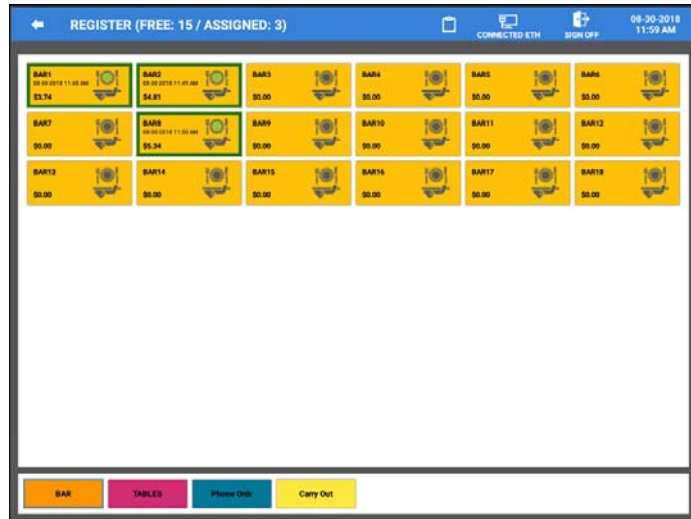 REGISTER (FREE: 15 / ASSIGNED: 3)
CONNECTED ETH
SIGN OFF
08-30-2018
11:59 AM
BAR1
$3.74
BAR2
$4.81
BAR3
$0.00
BAR4
$0.00
BAR5
$0.00
BAR6
$0.00
BAR7
$0.00
BAR8
$5.34
BAR9
$0.00
BAR10
$0.00
BAR11
$0.00
BAR12
$0.00
BAR13
$0.00
BAR14
$0.00
BAR15
$0.00
BAR16
$0.00
BAR17
$0.00
BAR18
$0.00
BAR
TABLES
Phone Ordr
Carry Out